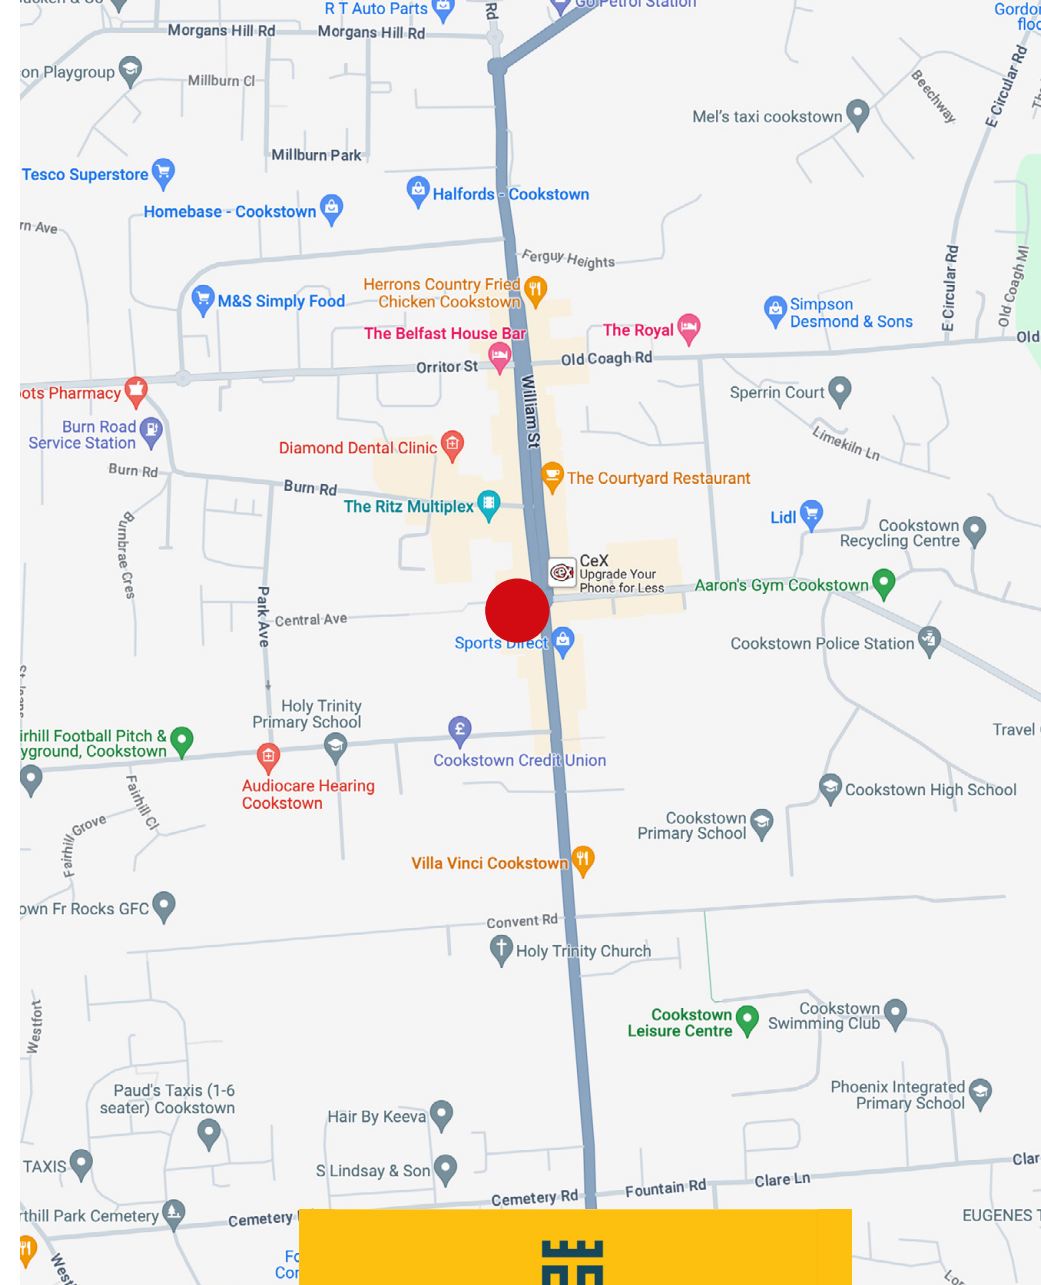 R T Auto Parts
Rd
Go Petrol Station
Morgans Hill Rd
Morgans Hill Rd
on Playgroup
Millburn Cl
Beechway
E Circular Rd
Mel's taxi cookstown
Millburn Park
Tesco Superstore
Halfords - Cookstown
Homebase - Cookstown
rn Ave
Ferguy Heights
E Circular Rd
Old Coagh Ml
Herrons Country Fried
Chicken Cookstown
M&S Simply Food
Simpson
Desmond & Sons
The Belfast House Bar
The Royal
Old
Orritor St
Old Coagh Rd
ots Pharmacy
William St
Sperrin Court
Burn Road
Service Station
Diamond Dental Clinic
Limekiln Ln
Burn Rd
The Courtyard Restaurant
Burn Rd
The Ritz Multiplex
Lidl
Cookstown
Recycling Centre
Burnbrae Cres
CeX
Upgrade Your
Phone for Less
Aaron's Gym Cookstown
Park Ave
Central Ave
Sports Direct
Cookstown Police Station
Holy Trinity
Primary School
irhill Football Pitch &
yground, Cookstown
Travel
Cookstown Credit Union
Audiocare Hearing
Cookstown
Fairhill Cl
Cookstown High School
Fairhill Grove
Cookstown
Primary School
Villa Vinci Cookstown
own Fr Rocks GFC
Convent Rd
Holy Trinity Church
Westfort
Cookstown
Leisure Centre
Cookstown
Swimming Club
Paud's Taxis (1-6
seater) Cookstown
Phoenix Integrated
Primary School
Hair By Keeva
TAXIS
S Lindsay & Son
Clar
Clare Ln
Fountain Rd
Cemetery Rd
rthill Park Cemetery
Cemetery
EUGENES T
Fo
Cor
West